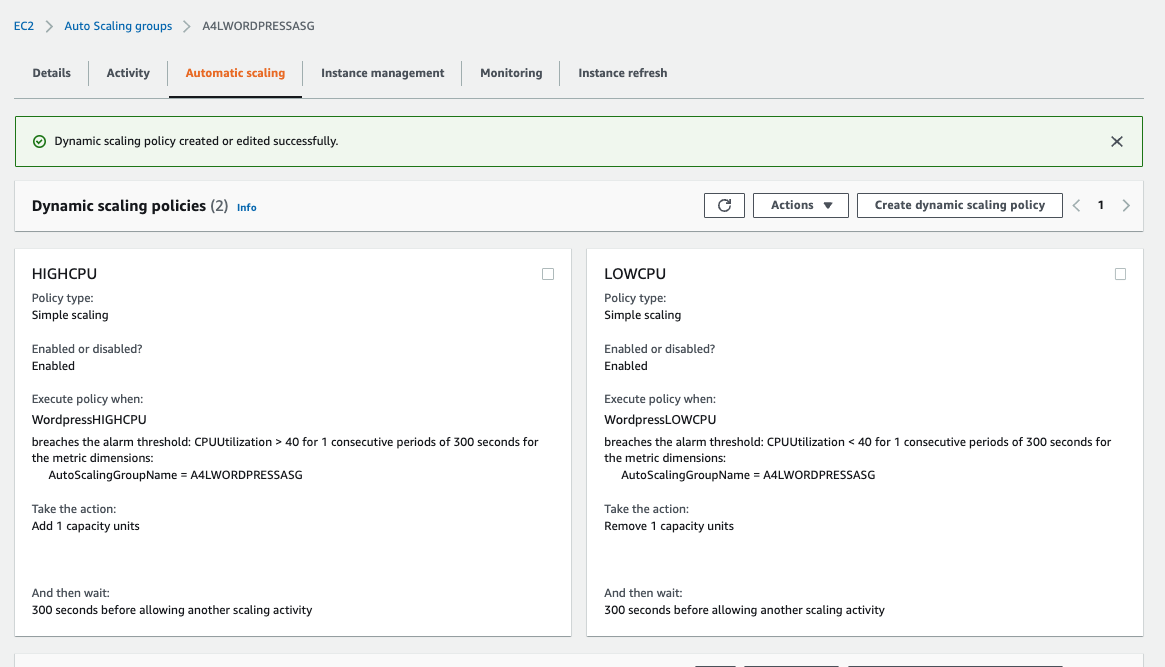 EC2 > Auto Scaling groups > A4LWORDPRESSASG
Details Activity Automatic scaling Instance management Monitoring Instance refresh
Dynamic scaling policy created or edited successfully.
Dynamic scaling policies (2) Info Actions Create dynamic scaling policy 1
HIGHCPU
Policy type:
Simple scaling
Enabled or disabled?
Enabled
Execute policy when:
WordpressHIGHCPU
breaches the alarm threshold: CPUUtilization > 40 for 1 consecutive periods of 300 seconds for
the metric dimensions:
AutoScalingGroupName = A4LWORDPRESSASG
Take the action:
Add 1 capacity units
And then wait:
300 seconds before allowing another scaling activity
LOWCPU
Policy type:
Simple scaling
Enabled or disabled?
Enabled
Execute policy when:
WordpressLOWCPU
breaches the alarm threshold: CPUUtilization < 40 for 1 consecutive periods of 300 seconds for
the metric dimensions:
AutoScalingGroupName = A4LWORDPRESSASG
Take the action:
Remove 1 capacity units
And then wait:
300 seconds before allowing another scaling activity